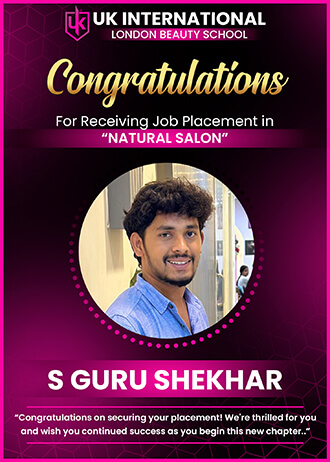 UK INTERNATIONAL
LONDON BEAUTY SCHOOL
Congratulations
For Receiving Job Placement in
“NATURAL SALON”
S GURU SHEKHAR
“Congratulations on securing your placement! We're thrilled for you
and wish you continued success as you begin this new chapter..“